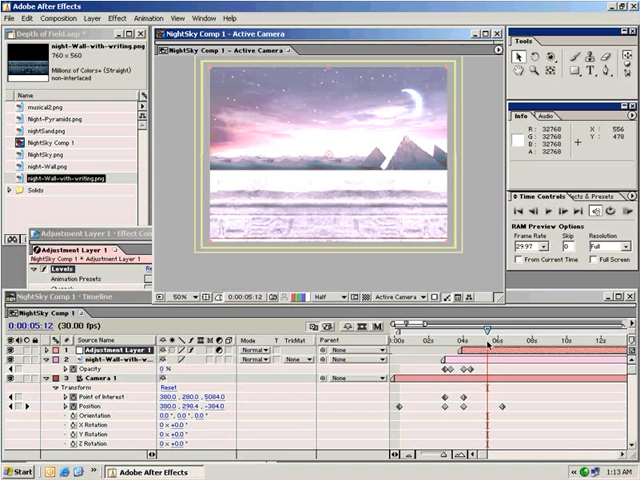 Adobe After Effects
File Edit Composition Layer Effect Animation View Window Help
Depth of Field.aep *
night-Wall-with-writing.png
760 x 560
Millions of Colors+ (Straight)
non-interlaced
Name
musical2.png
Night-Pyramids.png
nightSand.png
NightSky Comp 1
NightSky.png
night-Wall.png
night-Wall-with-writing.png
Solids
NightSky Comp 1 - Active Camera
NightSky Comp 1 - Active Camera
50%
0:00:05:12
Half
Active Camera
Tools
Info
Audio
R: 32768
G: 32768
B: 32768
A: 32768
X: 556
Y: 478
Time Controls
RAM Preview Options
Frame Rate
Skip
Resolution
29.97
0
Full
From Current Time
Full Screen
Adjustment Layer 1
Adjustment Layer 1
NightSky Comp 1 * Adjustment Layer 1
Levels
Animation Presets
NightSky Comp 1 : Timeline
NightSky Comp 1
0:00:05:12 (30.00 fps)
# Source Name
Mode
T TrkMat
Parent
:00s 02s 04s 06s 08s 10s 12s
1 Adjustment Layer 1
Normal
None
2 night-Wall-with-w...
Normal
None
None
Opacity
0 %
3 Camera 1
None
Transform
Reset
Point of Interest
380.0, 280.0, 5084.0
Position
380.0, 298.4, -384.0
Orientation
0.0°, 0.0°, 0.0°
X Rotation
0 x +0.0°
Y Rotation
0 x +0.0°
Z Rotation
0 x +0.0°
Start
Adobe After Effects
1:13 AM